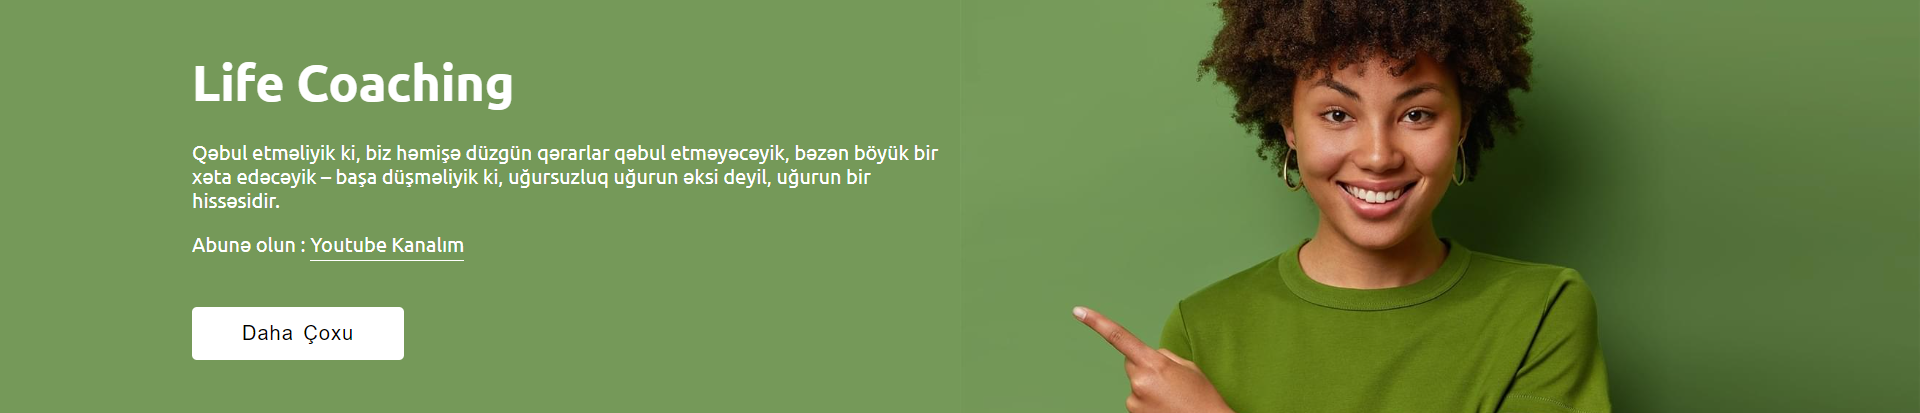 Life Coaching
Qəbul etməliyik ki, biz həmişə düzgün qərarlar qəbul etməyəcəyik, bəzən böyük bir
xəta edəcəyik – başa düşməliyik ki, uğursuzluq uğurun əksi deyil, uğurun bir
hissəsidir.
Abunə olun : Youtube Kanalım
Daha Çoxu